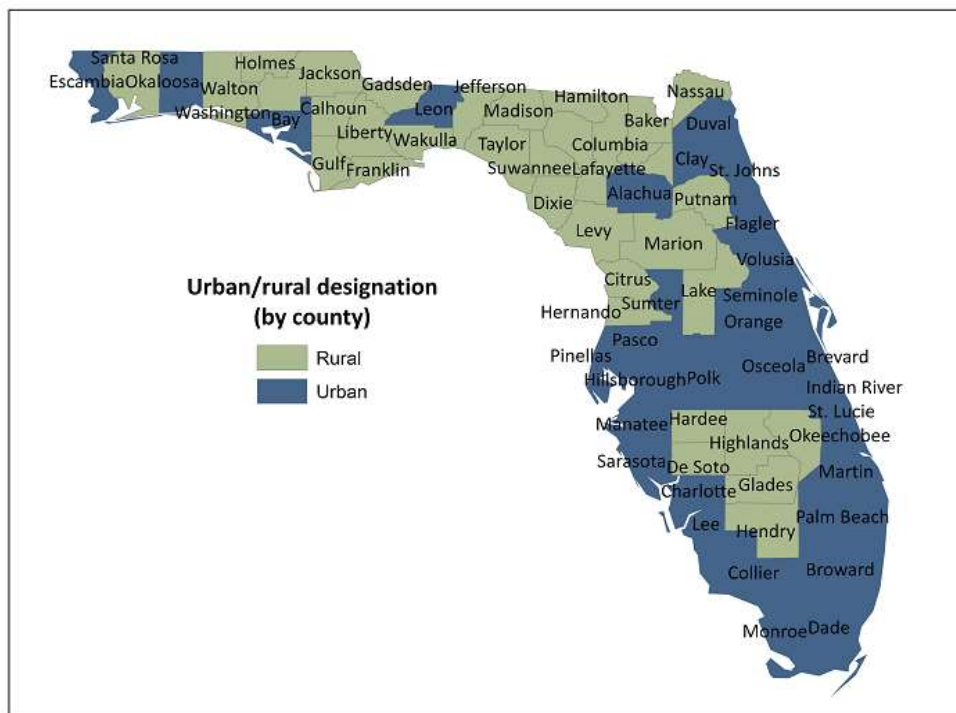 Santa Rosa
Holmes
Jackson
EscambiaOkaloosa
Walton
Gadsden
Jefferson
Hamilton
Nassau
Washington
Bay
Calhoun
Leon
Madison
Baker
Duval
Liberty
Wakulla
Taylor
Columbia
Clay
St. Johns
Gulf
Franklin
Suwannee
Lafayette
Alachua
Putnam
Dixie
Flagler
Levy
Marion
Volusia
Citrus
Lake
Seminole
Urban/rural designation
(by county)
Rural
Urban
Hernando
Sumter
Orange
Pasco
Pinellas
Osceola
Brevard
Hillsborough
Polk
Indian River
St. Lucie
Manatee
Hardee
Highlands
Okeechobee
Sarasota
De Soto
Martin
Charlotte
Glades
Lee
Palm Beach
Hendry
Collier
Broward
Monroe
Dade